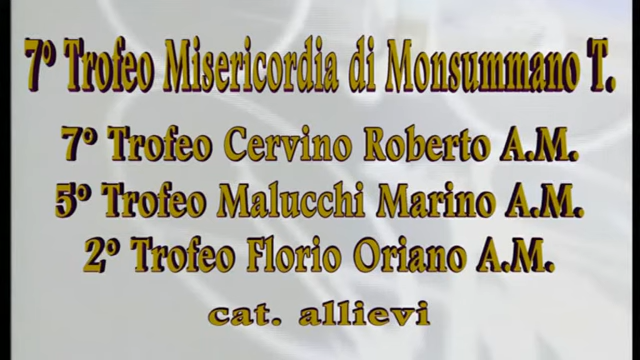 7° Trofeo Misericordia di Monsummano T.
7° Trofeo Cervino Roberto A.M.
5° Trofeo Malucchi Marino A.M.
2° Trofeo Florio Oriano A.M.
cat. allievi